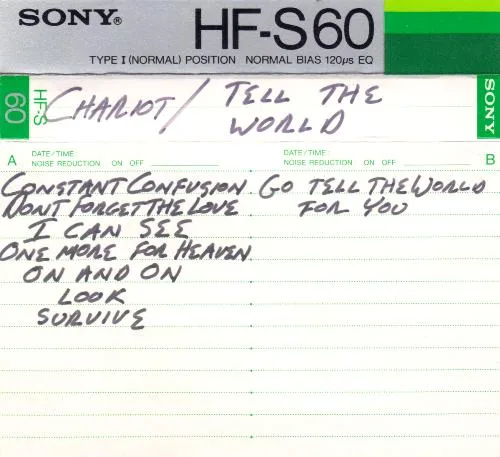 SONY®
HF-S60
TYPE I (NORMAL) POSITION NORMAL BIAS 120µs EQ
HF-S
60
CHARIOT / TELL THE
WORLD
SONY
A DATE/TIME: DATE/TIME: B
NOISE REDUCTION ON OFF NOISE REDUCTION ON OFF
CONSTANT CONFUSION GO TELL THE WORLD
DON'T FORGET THE LOVE FOR YOU
I CAN SEE
ONE MORE FOR HEAVEN
ON AND ON
LOOK
SURVIVE